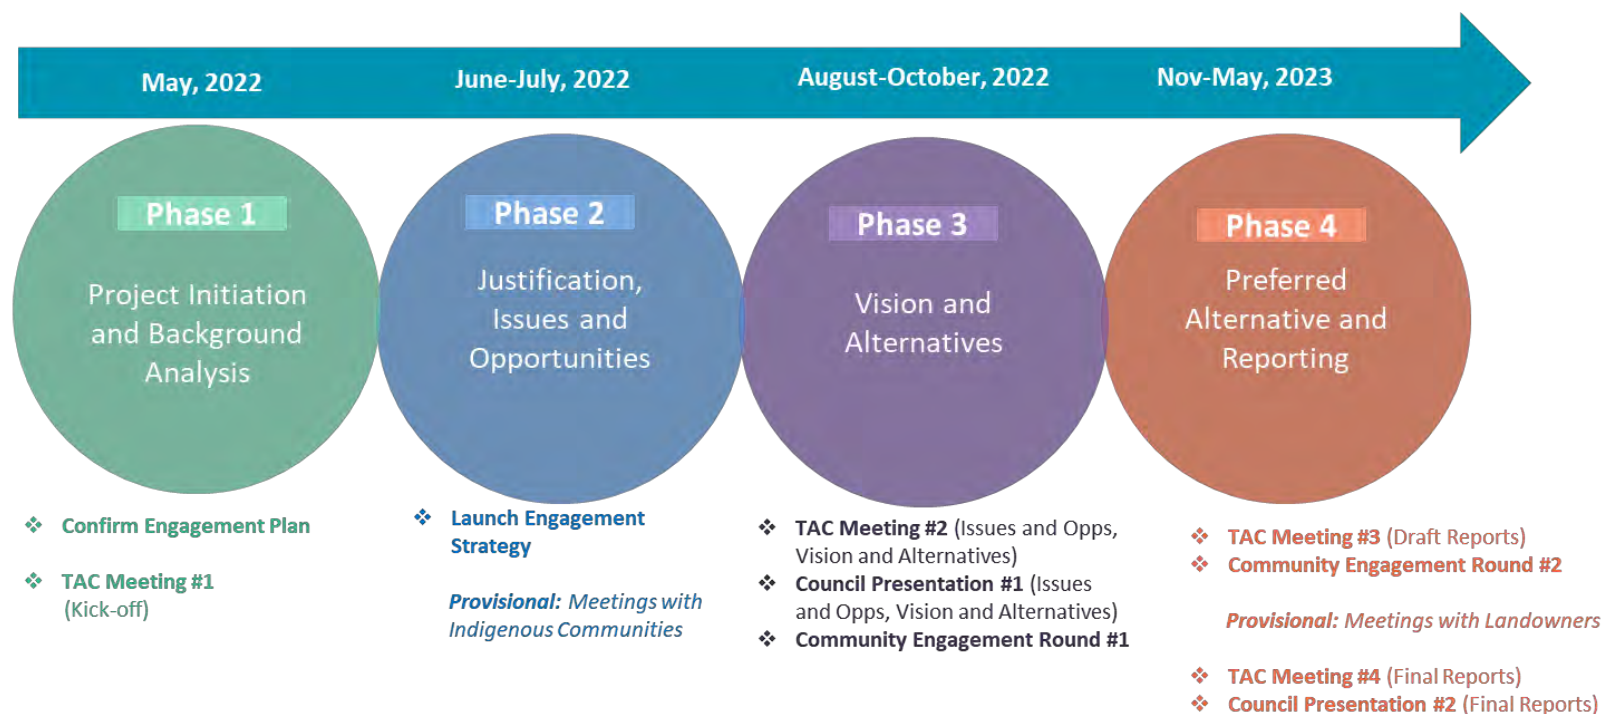 May, 2022
June-July, 2022
August-October, 2022
Nov-May, 2023
Phase 1
Project Initiation
and Background
Analysis
Phase 2
Justification,
Issues and
Opportunities
Phase 3
Vision and
Alternatives
Phase 4
Preferred
Alternative and
Reporting
❖ Confirm Engagement Plan
❖ TAC Meeting #1
(Kick-off)
❖ Launch Engagement
Strategy
Provisional: Meetings with
Indigenous Communities
❖ TAC Meeting #2 (Issues and Opps,
Vision and Alternatives)
❖ Council Presentation #1 (Issues
and Opps, Vision and Alternatives)
❖ Community Engagement Round #1
❖ TAC Meeting #3 (Draft Reports)
❖ Community Engagement Round #2
Provisional: Meetings with Landowners
❖ TAC Meeting #4 (Final Reports)
❖ Council Presentation #2 (Final Reports)